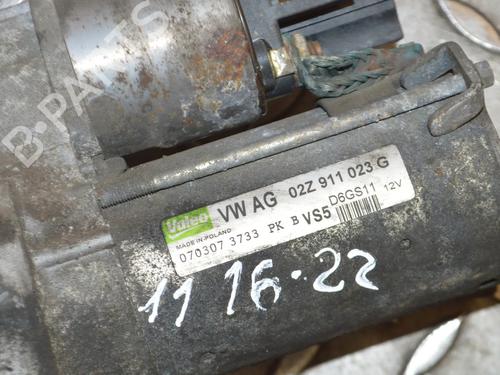 B-PARTS
Valeo VW AG 02Z 911 023 G
MADE IN POLAND D6GS11 12V
070307 3733 PK B VS5
11 16-22